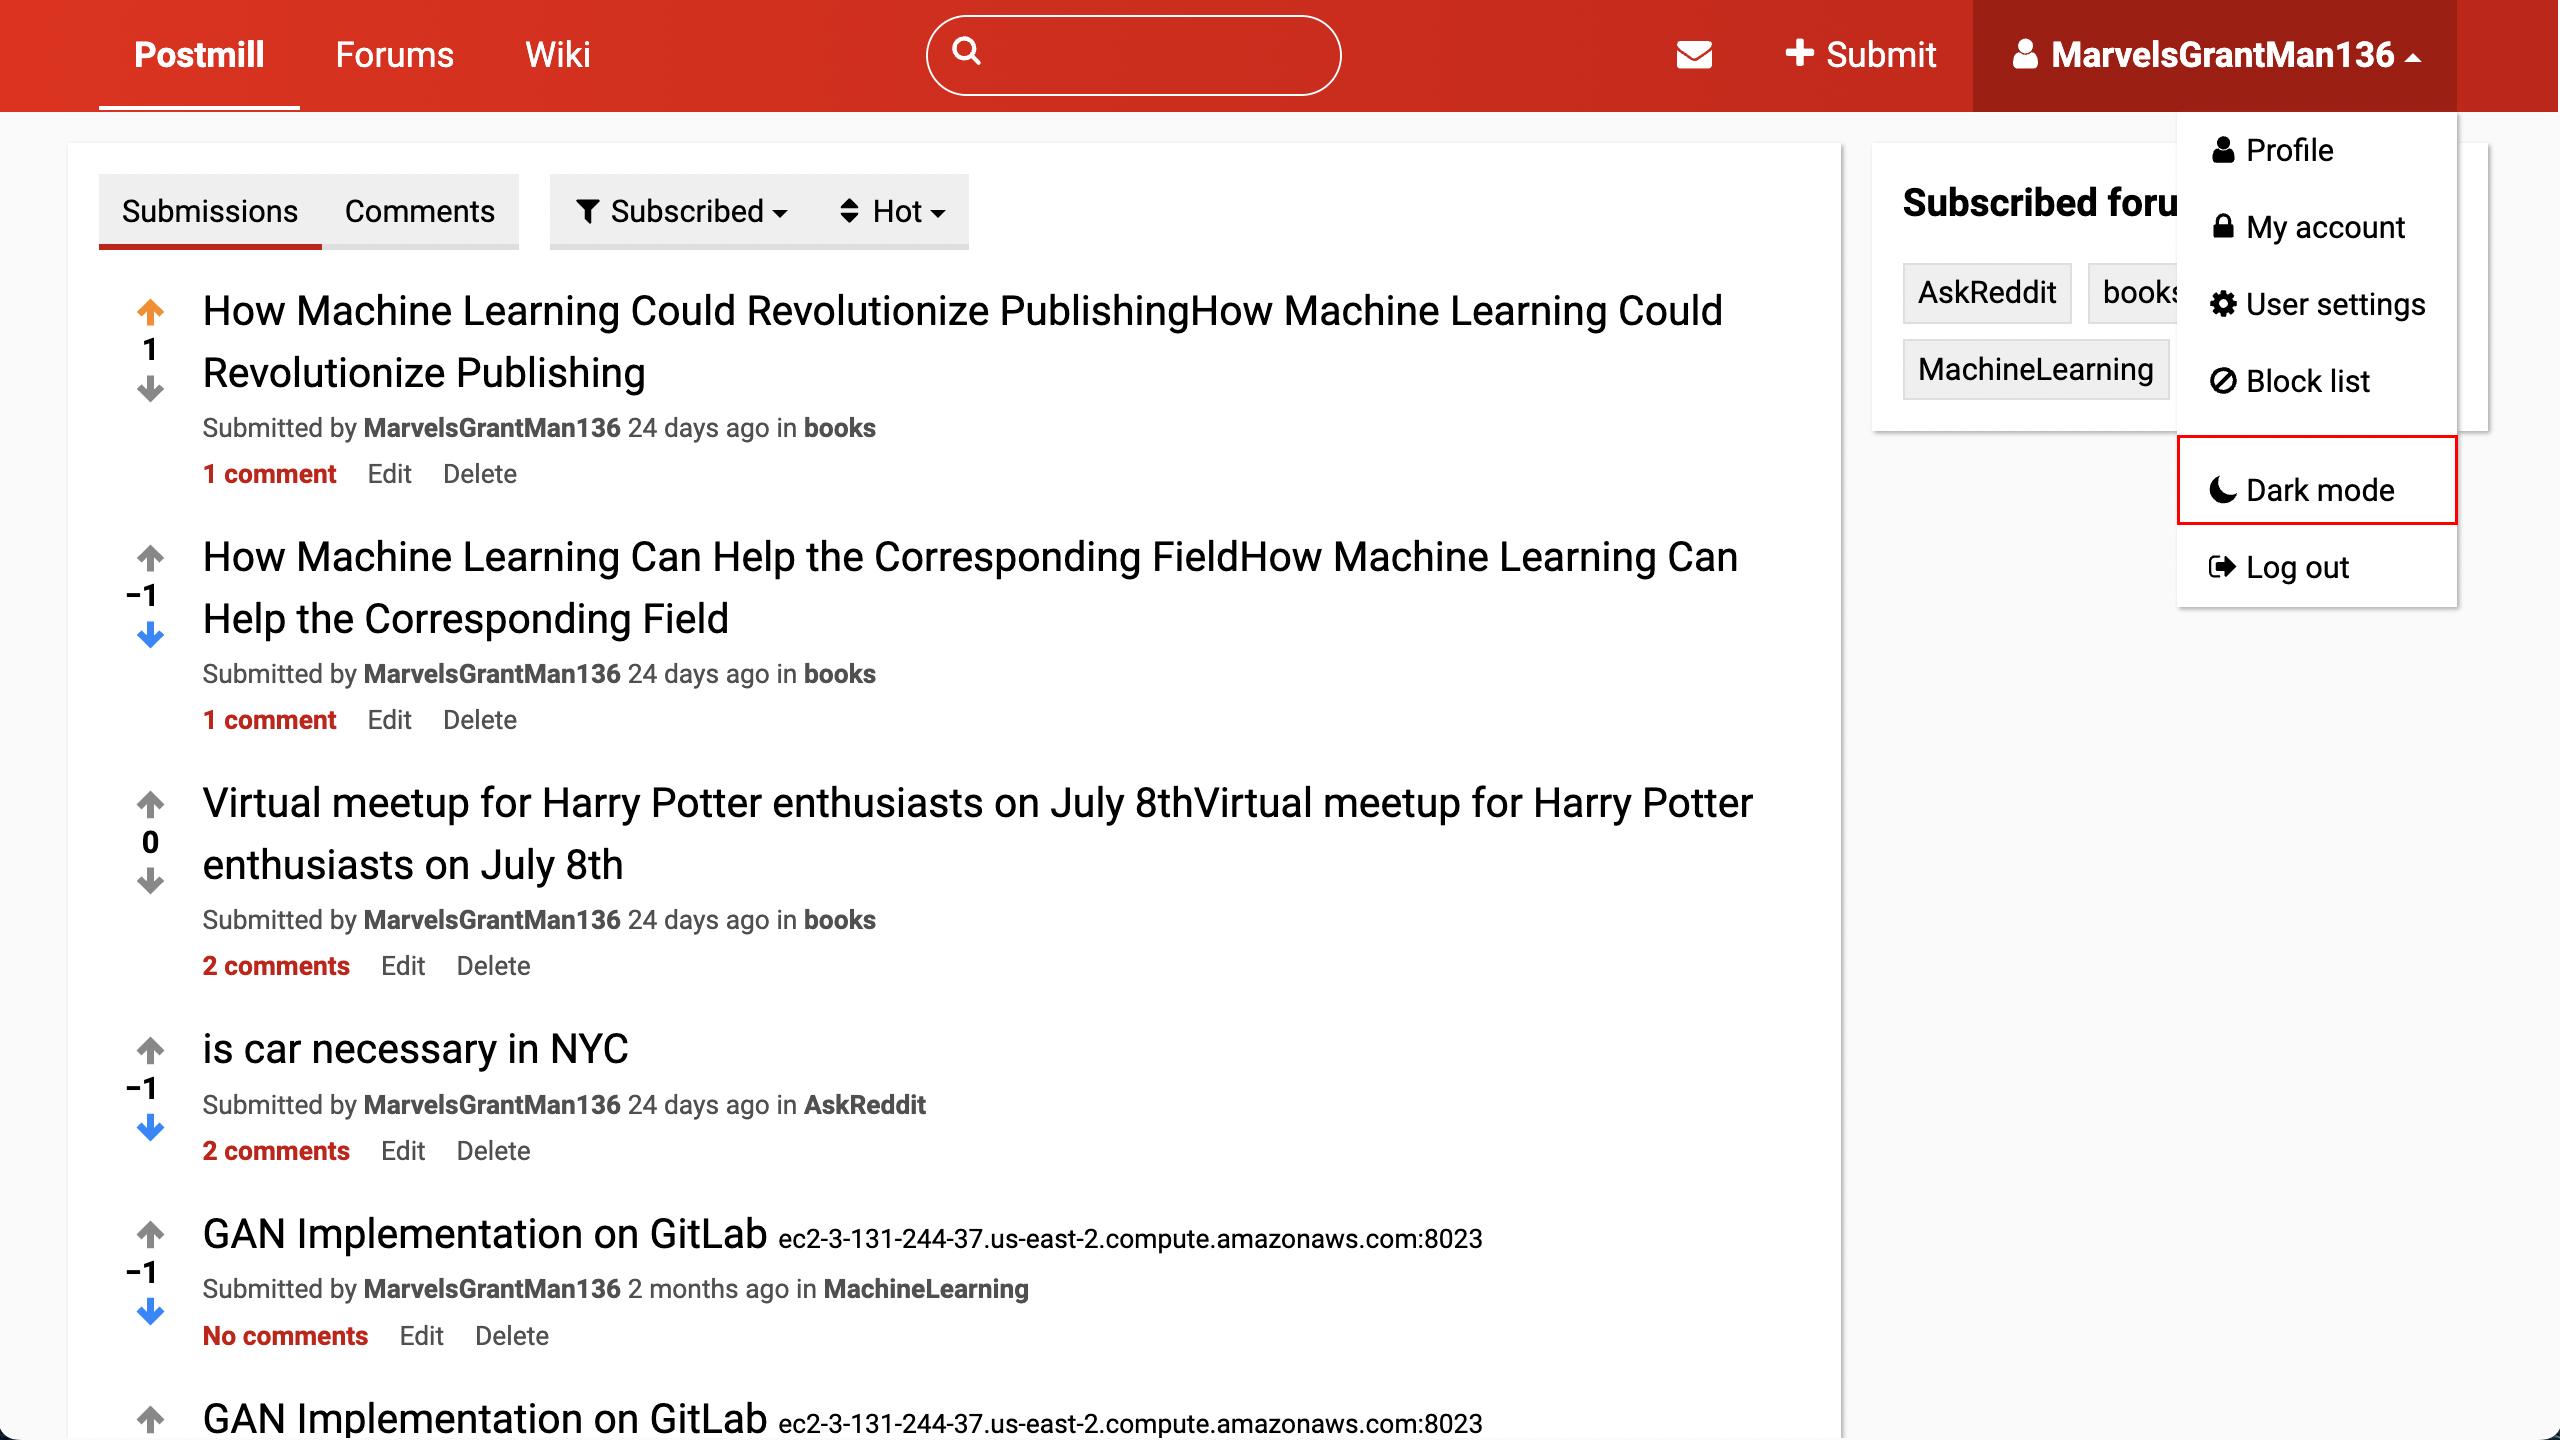 Postmill Forums Wiki Submit MarvelsGrantMan136
Profile
My account
User settings
Block list
Dark mode
Log out
Submissions Comments Subscribed Hot
Subscribed foru
AskReddit books
MachineLearning
How Machine Learning Could Revolutionize PublishingHow Machine Learning Could
Revolutionize Publishing
1
Submitted by MarvelsGrantMan136 24 days ago in books
1 comment Edit Delete
How Machine Learning Can Help the Corresponding FieldHow Machine Learning Can
Help the Corresponding Field
−1
Submitted by MarvelsGrantMan136 24 days ago in books
1 comment Edit Delete
Virtual meetup for Harry Potter enthusiasts on July 8thVirtual meetup for Harry Potter
enthusiasts on July 8th
0
Submitted by MarvelsGrantMan136 24 days ago in books
2 comments Edit Delete
is car necessary in NYC
−1
Submitted by MarvelsGrantMan136 24 days ago in AskReddit
2 comments Edit Delete
GAN Implementation on GitLab ec2-3-131-244-37.us-east-2.compute.amazonaws.com:8023
−1
Submitted by MarvelsGrantMan136 2 months ago in MachineLearning
No comments Edit Delete
GAN Implementation on GitLab ec2-3-131-244-37.us-east-2.compute.amazonaws.com:8023